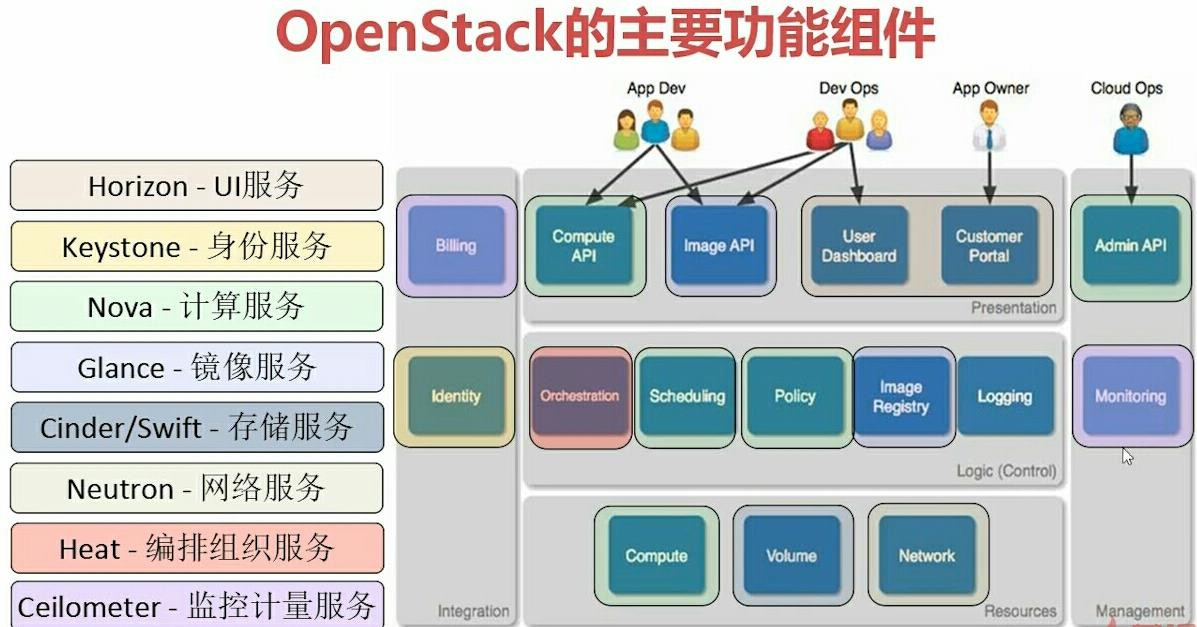 OpenStack的主要功能组件
App Dev
Dev Ops
App Owner
Cloud Ops
Horizon - UI服务
Keystone - 身份服务
Nova - 计算服务
Glance - 镜像服务
Cinder/Swift - 存储服务
Neutron - 网络服务
Heat - 编排组织服务
Ceilometer - 监控计量服务
Billing
Compute
API
Image API
User
Dashboard
Customer
Portal
Admin API
Presentation
Identity
Orchestration
Scheduling
Policy
Image
Registry
Logging
Monitoring
Logic (Control)
Compute
Volume
Network
Integration
Resources
Management